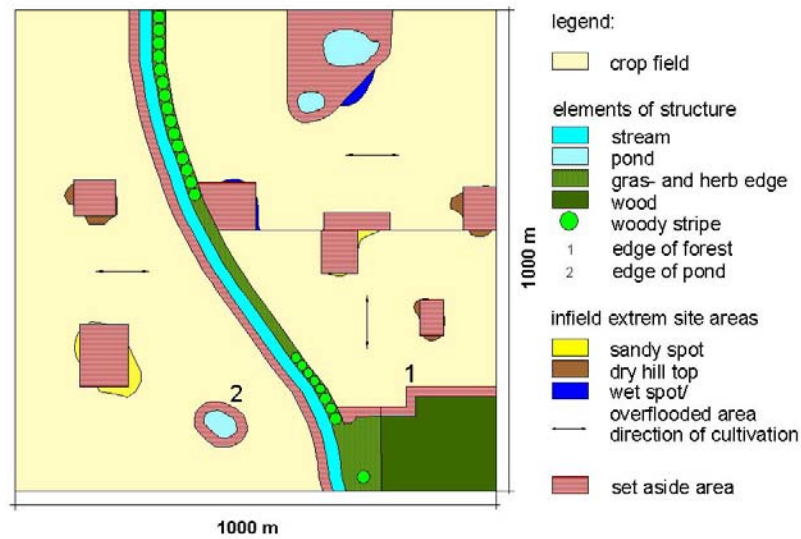 legend:
crop field
elements of structure
stream
pond
gras- and herb edge
wood
woody stripe
1 edge of forest
2 edge of pond
infield extrem site areas
sandy spot
dry hill top
wet spot/
overflooded area
direction of cultivation
set aside area
1
2
1000 m
1000 m